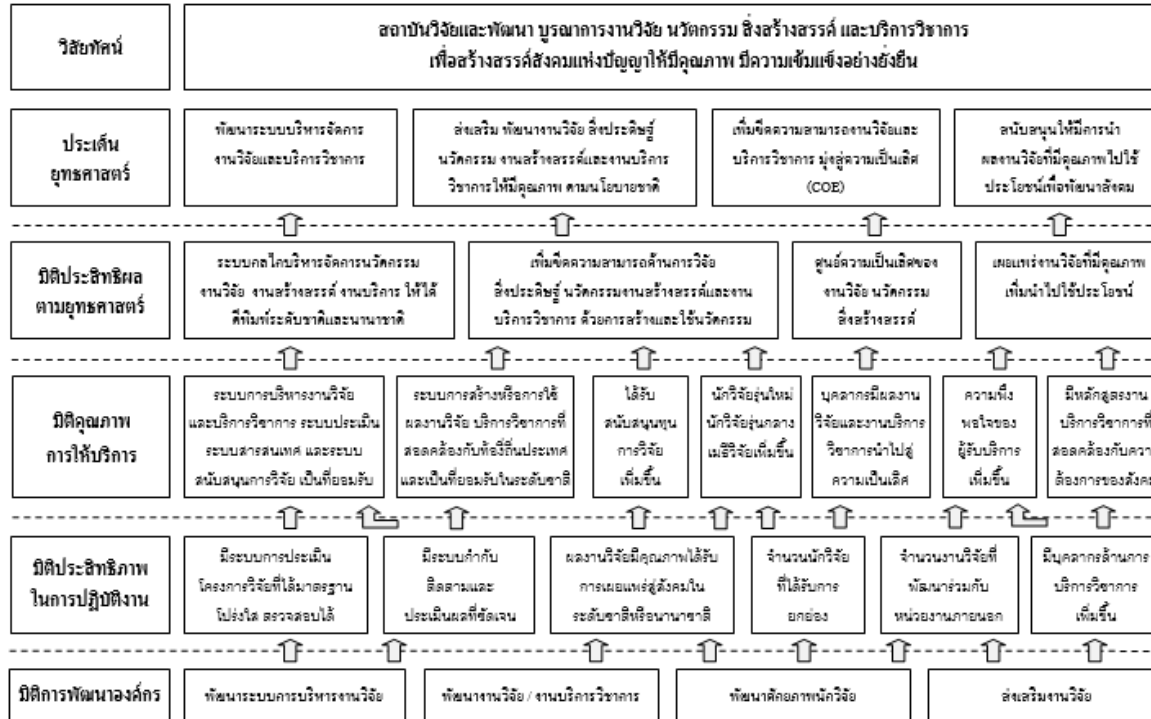 วิสัยทัศน์
สถาบันวิจัยและพัฒนา บูรณาการงานวิจัย นวัตกรรม สิ่งสร้างสรรค์ และบริการวิชาการ
เพื่อสร้างสรรค์สังคมแห่งปัญญาให้มีคุณภาพ มีความเข้มแข็งอย่างยั่งยืน
ประเด็น
ยุทธศาสตร์
พัฒนาระบบบริหารจัดการ
งานวิจัยและบริการวิชาการ
ส่งเสริม พัฒนางานวิจัย สิ่งประดิษฐ์
นวัตกรรม งานสร้างสรรค์และงานบริการ
วิชาการให้มีคุณภาพ ตามนโยบายชาติ
เพิ่มขีดความสามารถงานวิจัยและ
บริการวิชาการ มุ่งสู่ความเป็นเลิศ
(COE)
สนับสนุนให้มีการนำ
ผลงานวิจัยที่มีคุณภาพไปใช้
ประโยชน์เพื่อพัฒนาสังคม
มิติประสิทธิผล
ตามยุทธศาสตร์
ระบบกลไกบริหารจัดการนวัตกรรม
งานวิจัย งานสร้างสรรค์ งานบริการ ให้ได้
ตีพิมพ์ระดับชาติและนานาชาติ
เพิ่มขีดความสามารถด้านการวิจัย
สิ่งประดิษฐ์ นวัตกรรมงานสร้างสรรค์และงาน
บริการวิชาการ ด้วยการสร้างและใช้นวัตกรรม
ศูนย์ความเป็นเลิศของ
งานวิจัย นวัตกรรม
สิ่งสร้างสรรค์
เผยแพร่งานวิจัยที่มีคุณภาพ
เพิ่มนำไปใช้ประโยชน์
มิติคุณภาพ
การให้บริการ
ระบบการบริหารงานวิจัย
และบริการวิชาการ ระบบประเมิน
ระบบสารสนเทศ และระบบ
สนับสนุนการวิจัย เป็นที่ยอมรับ
ระบบการสร้างหรือการใช้
ผลงานวิจัย บริการวิชาการที่
สอดคล้องกับท้องถิ่นประเทศ
และเป็นที่ยอมรับในระดับชาติ
ได้รับ
สนับสนุนทุน
การวิจัย
เพิ่มขึ้น
นักวิจัยรุ่นใหม่
นักวิจัยรุ่นกลาง
เมธีวิจัยเพิ่มขึ้น
บุคลากรมีผลงาน
วิจัยและงานบริการ
วิชาการนำไปสู่
ความเป็นเลิศ
ความพึง
พอใจของ
ผู้รับบริการ
เพิ่มขึ้น
มีหลักสูตรงาน
บริการวิชาการที่
สอดคล้องกับความ
ต้องการของสังคม
มิติประสิทธิภาพ
ในการปฏิบัติงาน
มีระบบการประเมิน
โครงการวิจัยที่ได้มาตรฐาน
โปร่งใส ตรวจสอบได้
มีระบบกำกับ
ติดตามและ
ประเมินผลที่ชัดเจน
ผลงานวิจัยมีคุณภาพได้รับ
การเผยแพร่สู่สังคมใน
ระดับชาติหรือนานาชาติ
จำนวนนักวิจัย
ที่ได้รับการ
ยกย่อง
จำนวนงานวิจัยที่
พัฒนาร่วมกับ
หน่วยงานภายนอก
มีบุคลากรด้านการ
บริการวิชาการ
เพิ่มขึ้น
มิติการพัฒนาองค์กร
พัฒนาระบบการบริหารงานวิจัย
พัฒนางานวิจัย / งานบริการวิชาการ
พัฒนาศักยภาพนักวิจัย
ส่งเสริมงานวิจัย